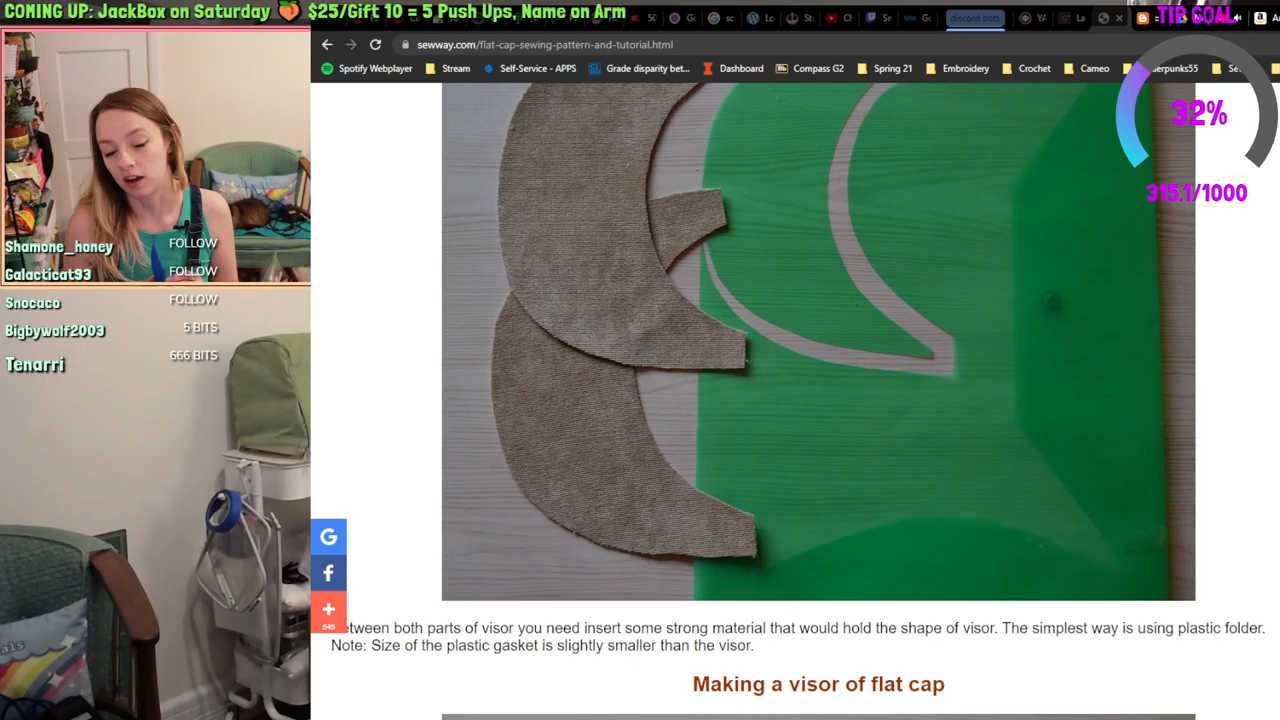 COMING UP: JackBox on Saturday 🍑 $25/Gift 10 = 5 Push Ups, Name on Arm
TIP GOAL
discord bots
sewway.com/flat-cap-sewing-pattern-and-tutorial.html
Spotify Webplayer Stream Self-Service - APPS Grade disparity bet... Dashboard Compass G2 Spring 21 Embroidery Crochet Cameo erpunks55
32%
315.1/1000
Shamone_honey FOLLOW
Galacticat93 FOLLOW
Snocaco FOLLOW
Bigbywolf2003 5 BITS
Tenarri 666 BITS
G
f
+
545
etween both parts of visor you need insert some strong material that would hold the shape of visor. The simplest way is using plastic folder.
Note: Size of the plastic gasket is slightly smaller than the visor.
Making a visor of flat cap